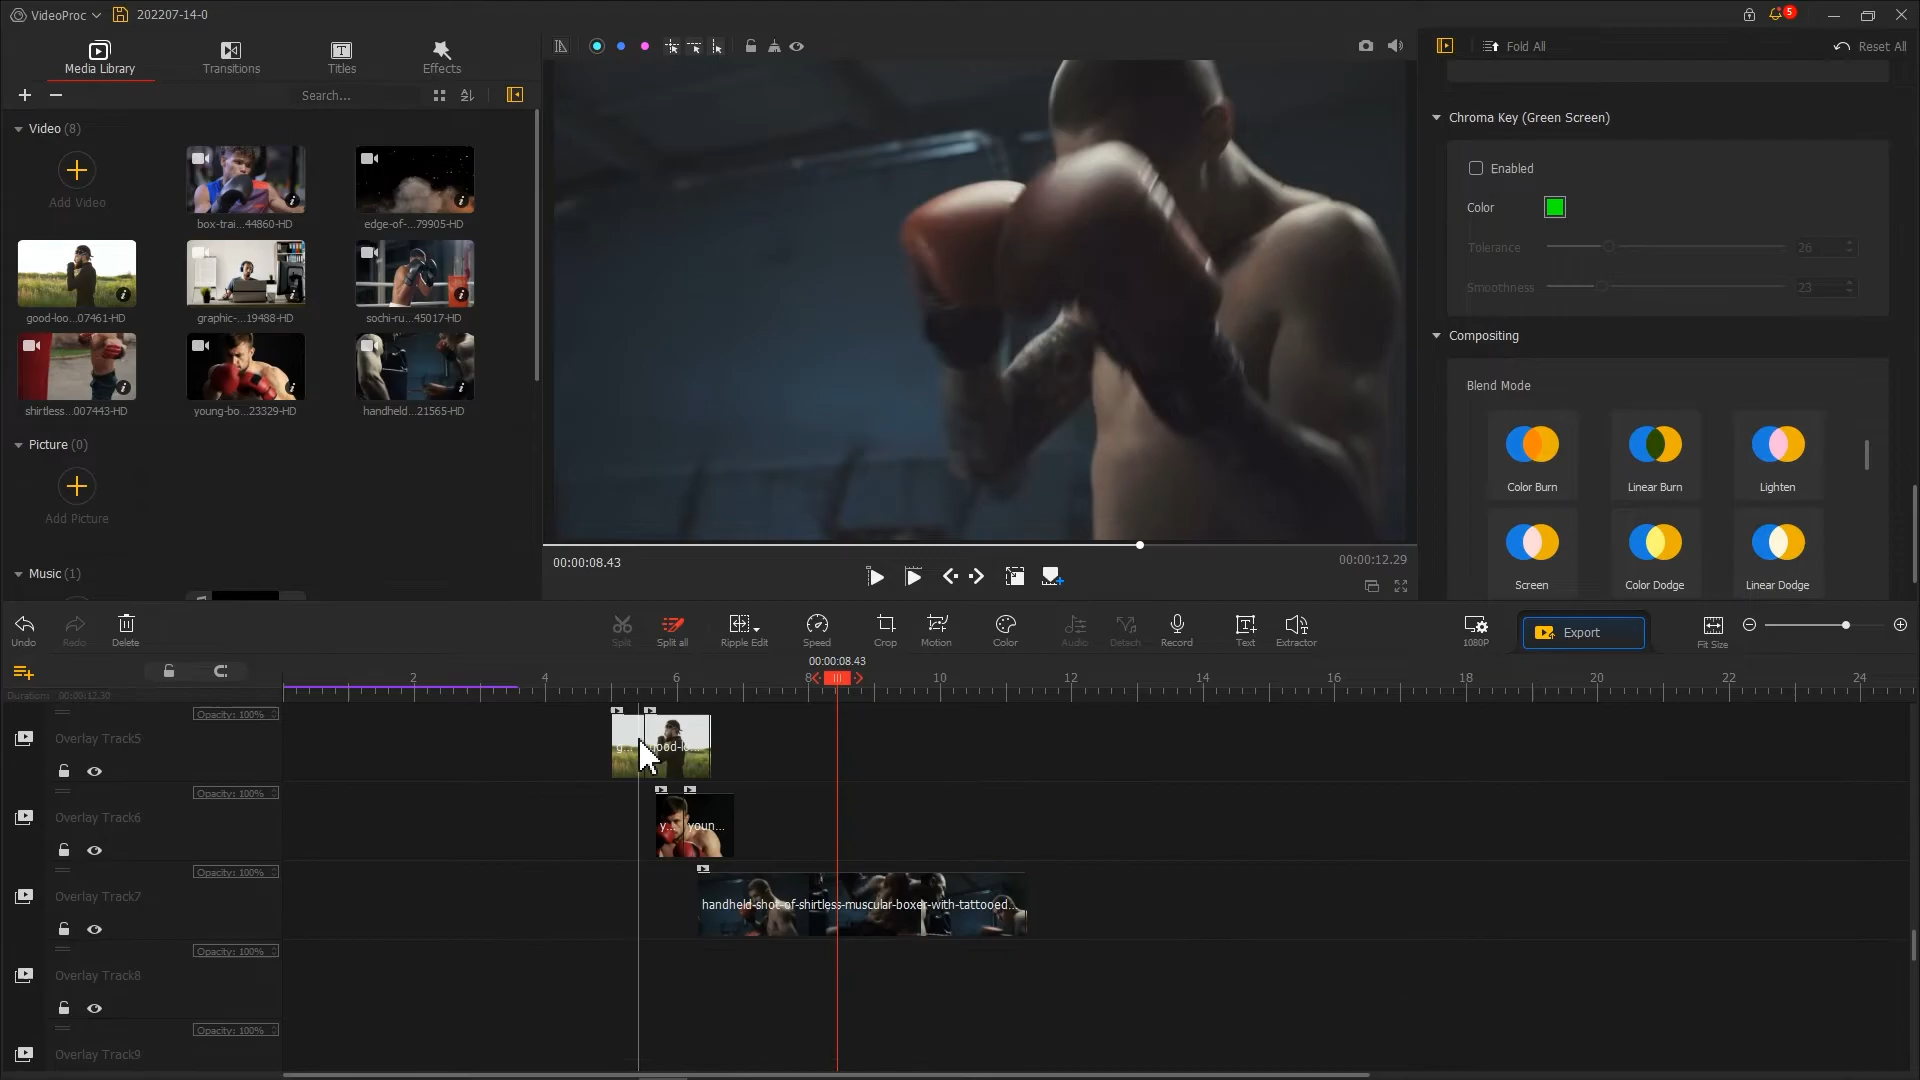 VideoProc
202207-14-0
5
Media Library
Transitions
Titles
Effects
Fold All
Reset All
Search...
Video (8)
Add Video
box-trai...44860-HD
edge-of-...79905-HD
good-loo...07461-HD
graphic-...19488-HD
sochi-ru...45017-HD
shirtless...007443-HD
young-bo...23329-HD
handheld...21565-HD
Picture (0)
Add Picture
Music (1)
Chroma Key (Green Screen)
Enabled
Color
Tolerance
26
Smoothness
23
Compositing
Blend Mode
Color Burn
Linear Burn
Lighten
Screen
Color Dodge
Linear Dodge
00:00:08.43
00:00:12.29
Undo
Redo
Delete
Split
Split all
Ripple Edit
Speed
Crop
Motion
Color
Audio
Detach
Record
Text
Extractor
1080P
Export
Fit Size
00:00:08.43
Duration: 00:00:12.30
2 4 6 8 10 12 14 16 18 20 22 24
Opacity: 100%
Overlay Track5
g...
ood-lo...
Opacity: 100%
Overlay Track6
y...
youn...
Opacity: 100%
Overlay Track7
handheld-shot-of-shirtless-muscular-boxer-with-tattooed...
Opacity: 100%
Overlay Track8
Opacity: 100%
Overlay Track9